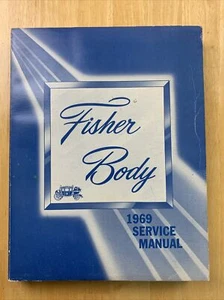 Fisher
Body
1969
SERVICE
MANUAL